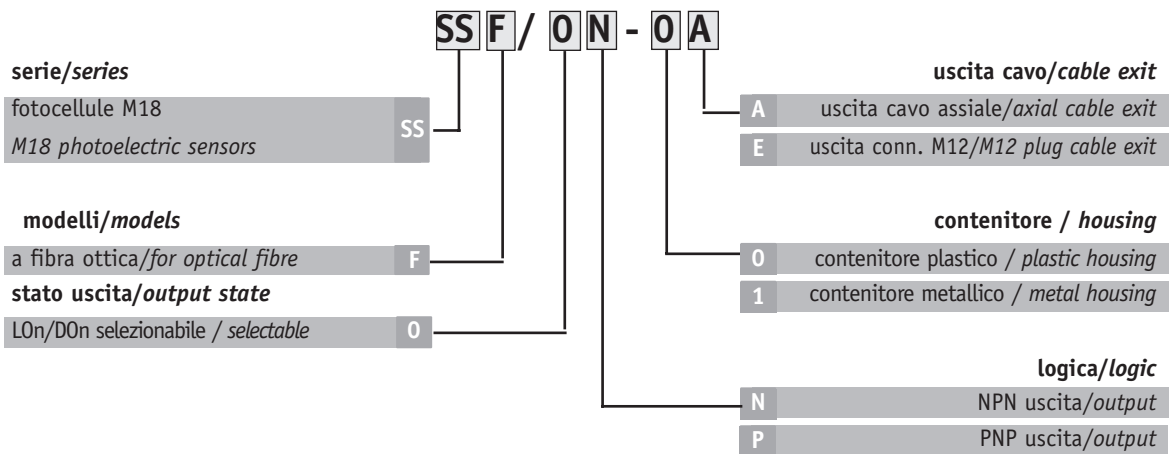 SS F / 0 N - 0 A
serie/series
fotocellule M18
M18 photoelectric sensors
SS
modelli/models
a fibra ottica/for optical fibre F
stato uscita/output state
LOn/DOn selezionabile / selectable 0
uscita cavo/cable exit
A uscita cavo assiale/axial cable exit
E uscita conn. M12/M12 plug cable exit
contenitore / housing
0 contenitore plastico / plastic housing
1 contenitore metallico / metal housing
logica/logic
N NPN uscita/output
P PNP uscita/output